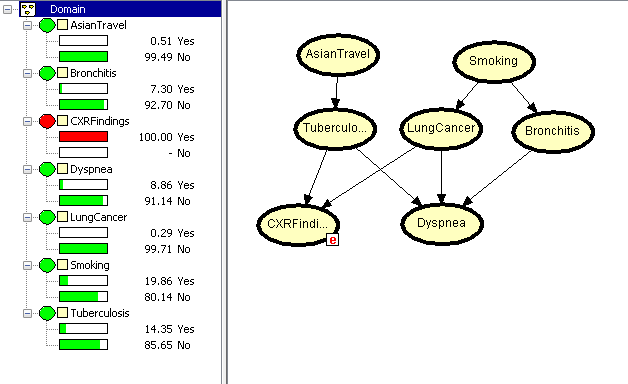 Domain
AsianTravel
0.51 Yes
99.49 No
Bronchitis
7.30 Yes
92.70 No
CXRFindings
100.00 Yes
- No
Dyspnea
8.86 Yes
91.14 No
LungCancer
0.29 Yes
99.71 No
Smoking
19.86 Yes
80.14 No
Tuberculosis
14.35 Yes
85.65 No
AsianTravel
Smoking
Tuberculo...
LungCancer
Bronchitis
CXRFindi...
e
Dyspnea